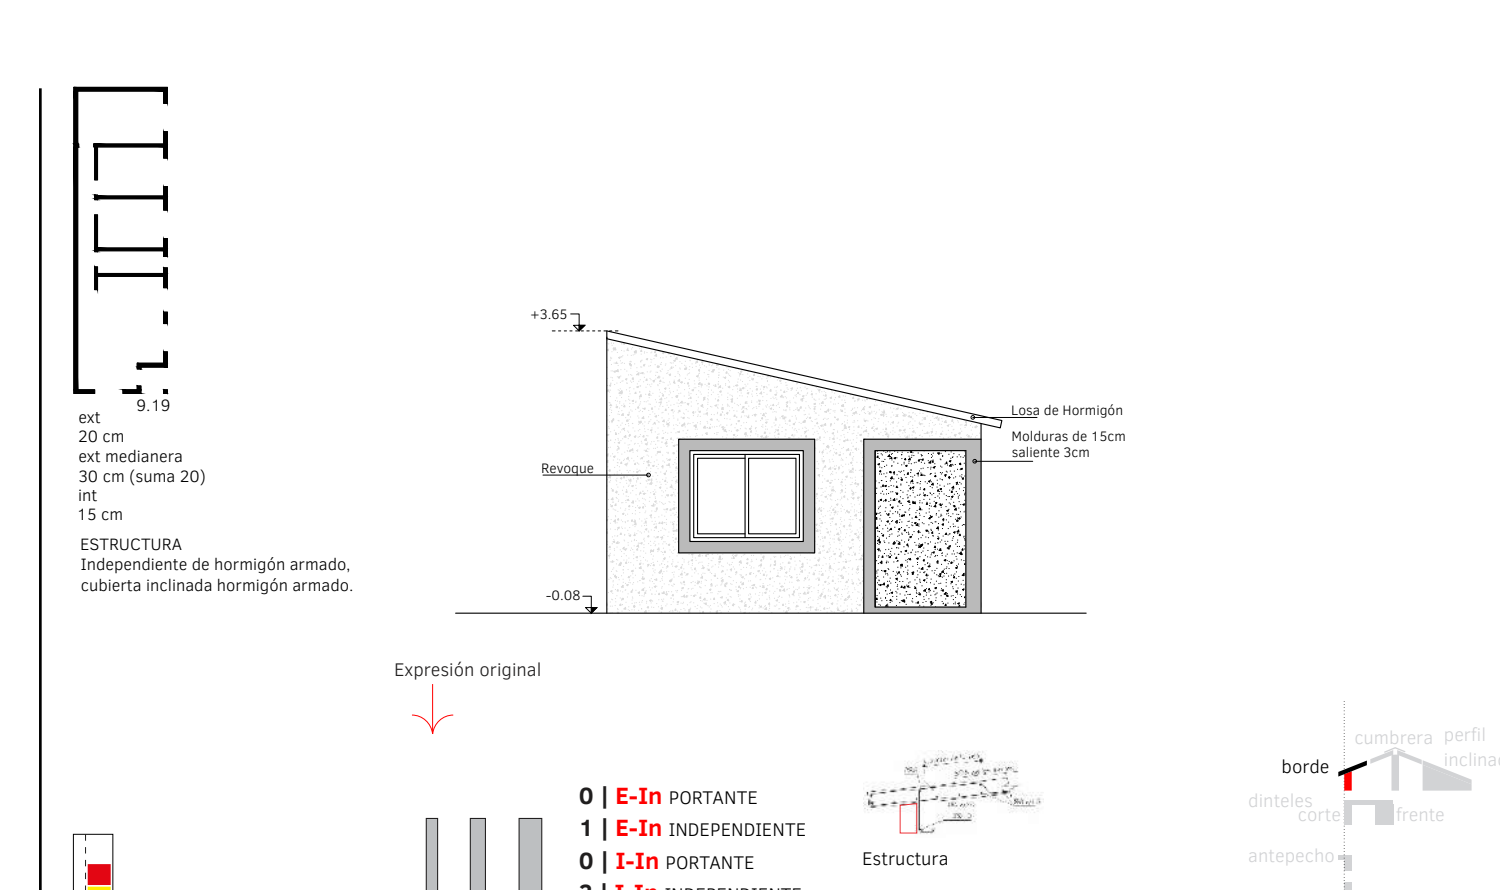 9.19
ext
20 cm
ext medianera
30 cm (suma 20)
int
15 cm
ESTRUCTURA
Independiente de hormigón armado,
cubierta inclinada hormigón armado.
+3.65
Losa de Hormigón
Molduras de 15cm
saliente 3cm
Revoque
-0.08
Expresión original
0 | E-In PORTANTE
1 | E-In INDEPENDIENTE
0 | I-In PORTANTE
Estructura
cumbrera
perfil
borde
dinteles
corte
frente
antepecho